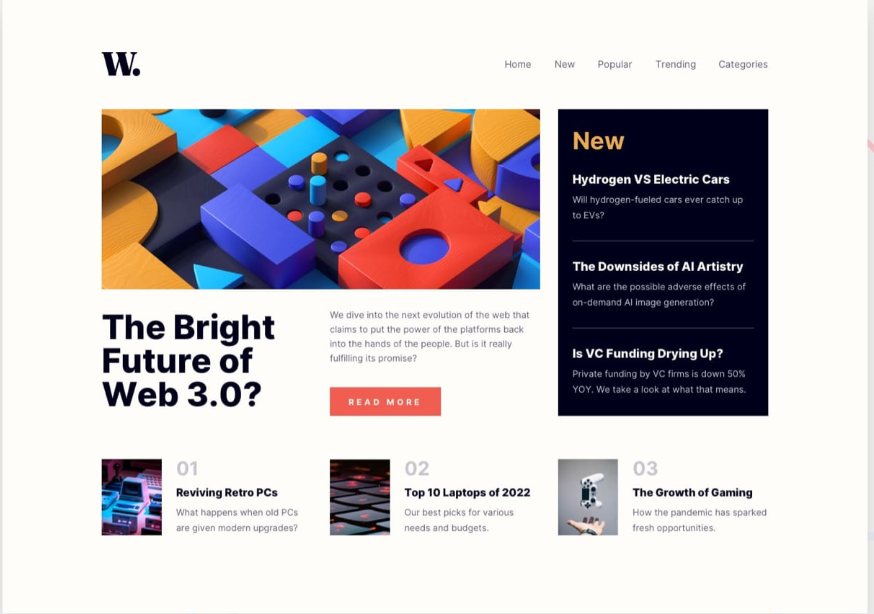 W.
Home New Popular Trending Categories
The Bright
Future of
Web 3.0?
We dive into the next evolution of the web that
claims to put the power of the platforms back
into the hands of the people. But is it really
fulfilling its promise?
READ MORE
New
Hydrogen VS Electric Cars
Will hydrogen-fueled cars ever catch up
to EVs?
The Downsides of AI Artistry
What are the possible adverse effects of
on-demand AI image generation?
Is VC Funding Drying Up?
Private funding by VC firms is down 50%
YOY. We take a look at what that means.
01
Reviving Retro PCs
What happens when old PCs
are given modern upgrades?
02
Top 10 Laptops of 2022
Our best picks for various
needs and budgets.
03
The Growth of Gaming
How the pandemic has sparked
fresh opportunities.